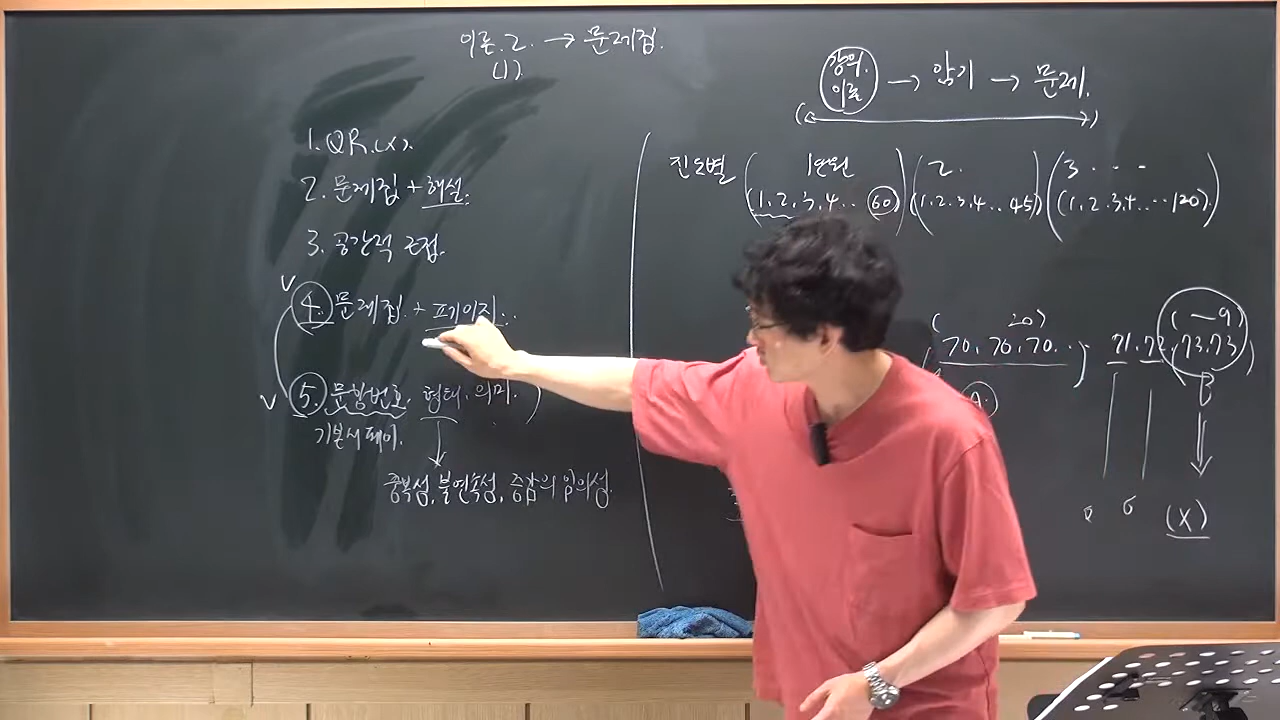 이론. 2. → 문제집.
(1).
1. QR. (x).
2. 문제집 + 해설.
3. 공간적 초점.
4. 문제집. + 페이지...
5. 문항번호. 형태. 의미.
기본서 페이.
중복성, 불연속성, 증감의 임의성.
강의. 이론 → 암기 → 문제.
진도별 ( 1단원 ) ( 2. ) ( 3 . . . . )
(1, 2, 3, 4 .. 60) (1. 2. 3. 4 .. 45) (1. 2. 3. 4. ... 120).
( 20) (-9)
70, 70, 70... 71. 72, 73, 73
A. B
(X)